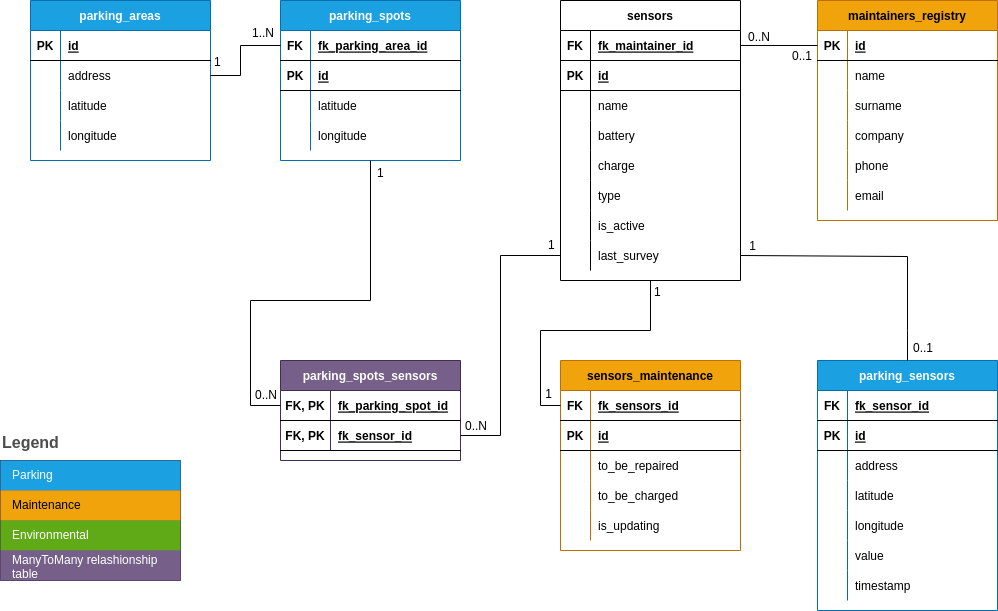 parking_areas
PK id
address
latitude
longitude
1
1..N
parking_spots
FK fk_parking_area_id
PK id
latitude
longitude
1
sensors
FK fk_maintainer_id
PK id
name
battery
charge
type
is_active
last_survey
0..N
0..1
maintainers_registry
PK id
name
surname
company
phone
email
1
1
1
0..N
parking_spots_sensors
FK, PK fk_parking_spot_id
FK, PK fk_sensor_id
0..N
1
sensors_maintenance
FK fk_sensors_id
PK id
to_be_repaired
to_be_charged
is_updating
0..1
parking_sensors
FK fk_sensor_id
PK id
address
latitude
longitude
value
timestamp
Legend
Parking
Maintenance
Environmental
ManyToMany relashionship
table